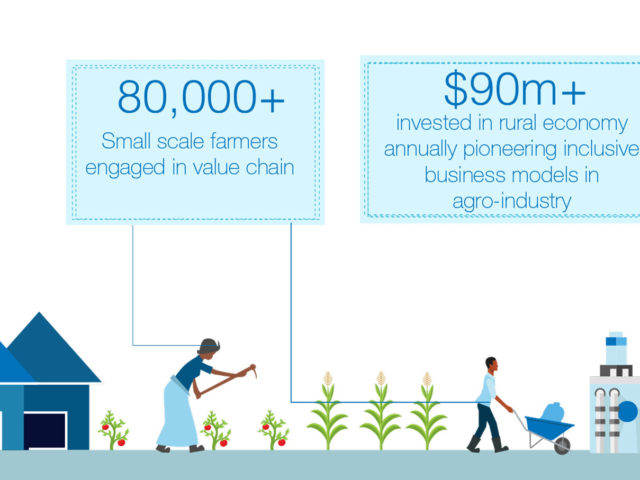 80,000+
Small scale farmers
engaged in value chain
$90m+
invested in rural economy
annually pioneering inclusive
business models in
agro-industry